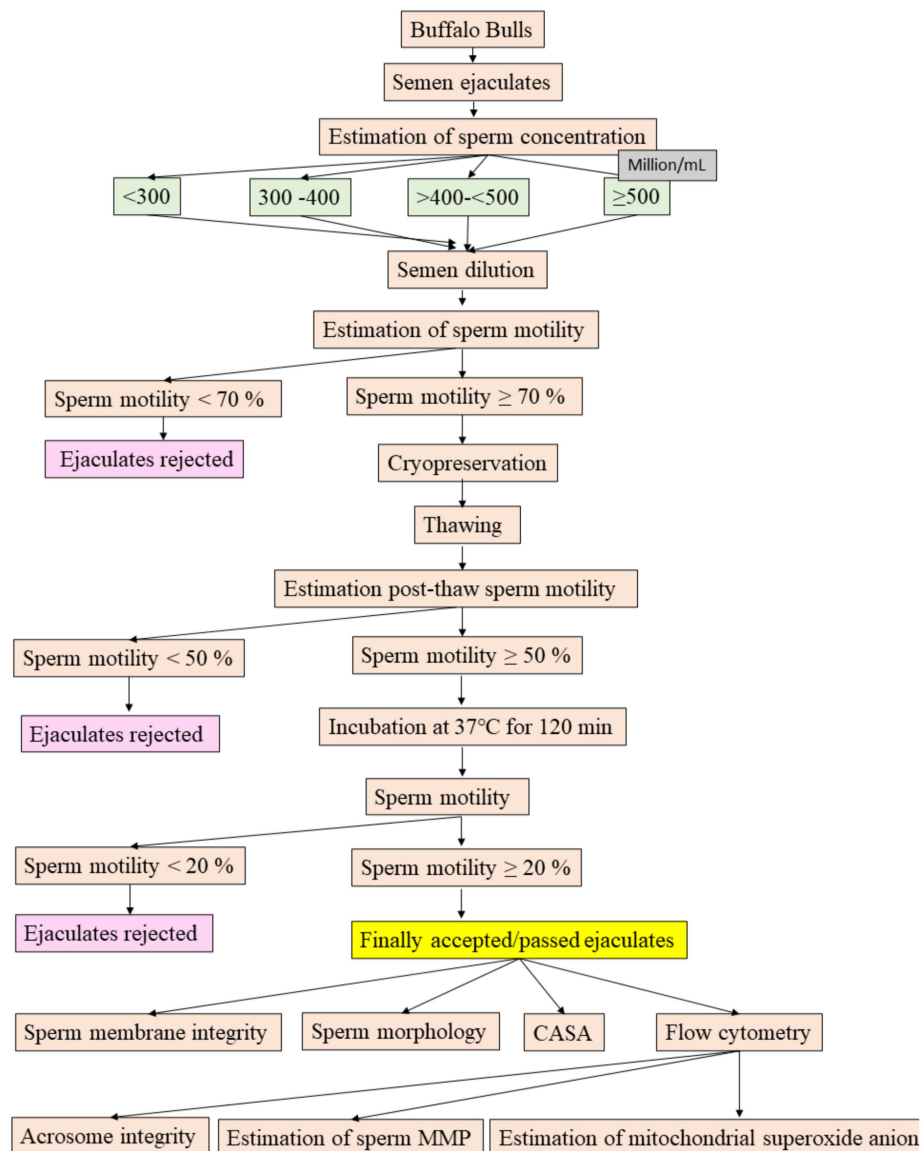 Buffalo Bulls
Semen ejaculates
Estimation of sperm concentration
Million/mL
<300
300 -400
>400-<500
≥500
Semen dilution
Estimation of sperm motility
Sperm motility < 70 %
Sperm motility ≥ 70 %
Ejaculates rejected
Cryopreservation
Thawing
Estimation post-thaw sperm motility
Sperm motility < 50 %
Sperm motility ≥ 50 %
Ejaculates rejected
Incubation at 37°C for 120 min
Sperm motility
Sperm motility < 20 %
Sperm motility ≥ 20 %
Ejaculates rejected
Finally accepted/passed ejaculates
Sperm membrane integrity
Sperm morphology
CASA
Flow cytometry
Acrosome integrity
Estimation of sperm MMP
Estimation of mitochondrial superoxide anion